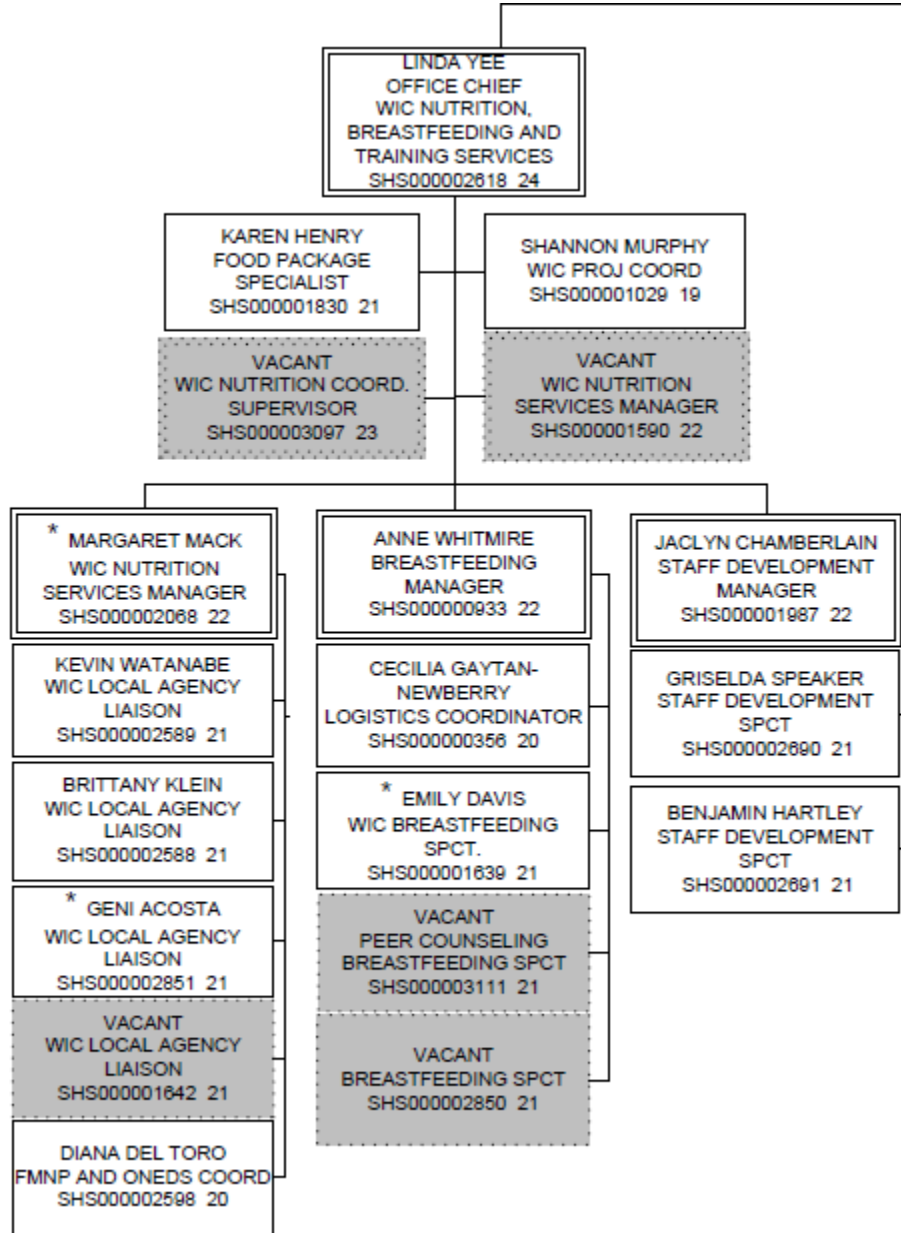 LINDA YEE
OFFICE CHIEF
WIC NUTRITION,
BREASTFEEDING AND
TRAINING SERVICES
SHS000002618 24
KAREN HENRY
FOOD PACKAGE
SPECIALIST
SHS000001830 21
SHANNON MURPHY
WIC PROJ COORD
SHS000001029 19
VACANT
WIC NUTRITION COORD.
SUPERVISOR
SHS000003097 23
VACANT
WIC NUTRITION
SERVICES MANAGER
SHS000001590 22
* MARGARET MACK
WIC NUTRITION
SERVICES MANAGER
SHS000002068 22
KEVIN WATANABE
WIC LOCAL AGENCY
LIAISON
SHS000002589 21
BRITTANY KLEIN
WIC LOCAL AGENCY
LIAISON
SHS000002588 21
* GENI ACOSTA
WIC LOCAL AGENCY
LIAISON
SHS000002851 21
VACANT
WIC LOCAL AGENCY
LIAISON
SHS000001642 21
DIANA DEL TORO
FMNP AND ONEDS COORD
SHS000002598 20
ANNE WHITMIRE
BREASTFEEDING
MANAGER
SHS000000933 22
CECILIA GAYTAN-
NEWBERRY
LOGISTICS COORDINATOR
SHS000000356 20
* EMILY DAVIS
WIC BREASTFEEDING
SPCT.
SHS000001639 21
VACANT
PEER COUNSELING
BREASTFEEDING SPCT
SHS000003111 21
VACANT
BREASTFEEDING SPCT
SHS000002850 21
JACLYN CHAMBERLAIN
STAFF DEVELOPMENT
MANAGER
SHS000001987 22
GRISELDA SPEAKER
STAFF DEVELOPMENT
SPCT
SHS000002690 21
BENJAMIN HARTLEY
STAFF DEVELOPMENT
SPCT
SHS000002691 21